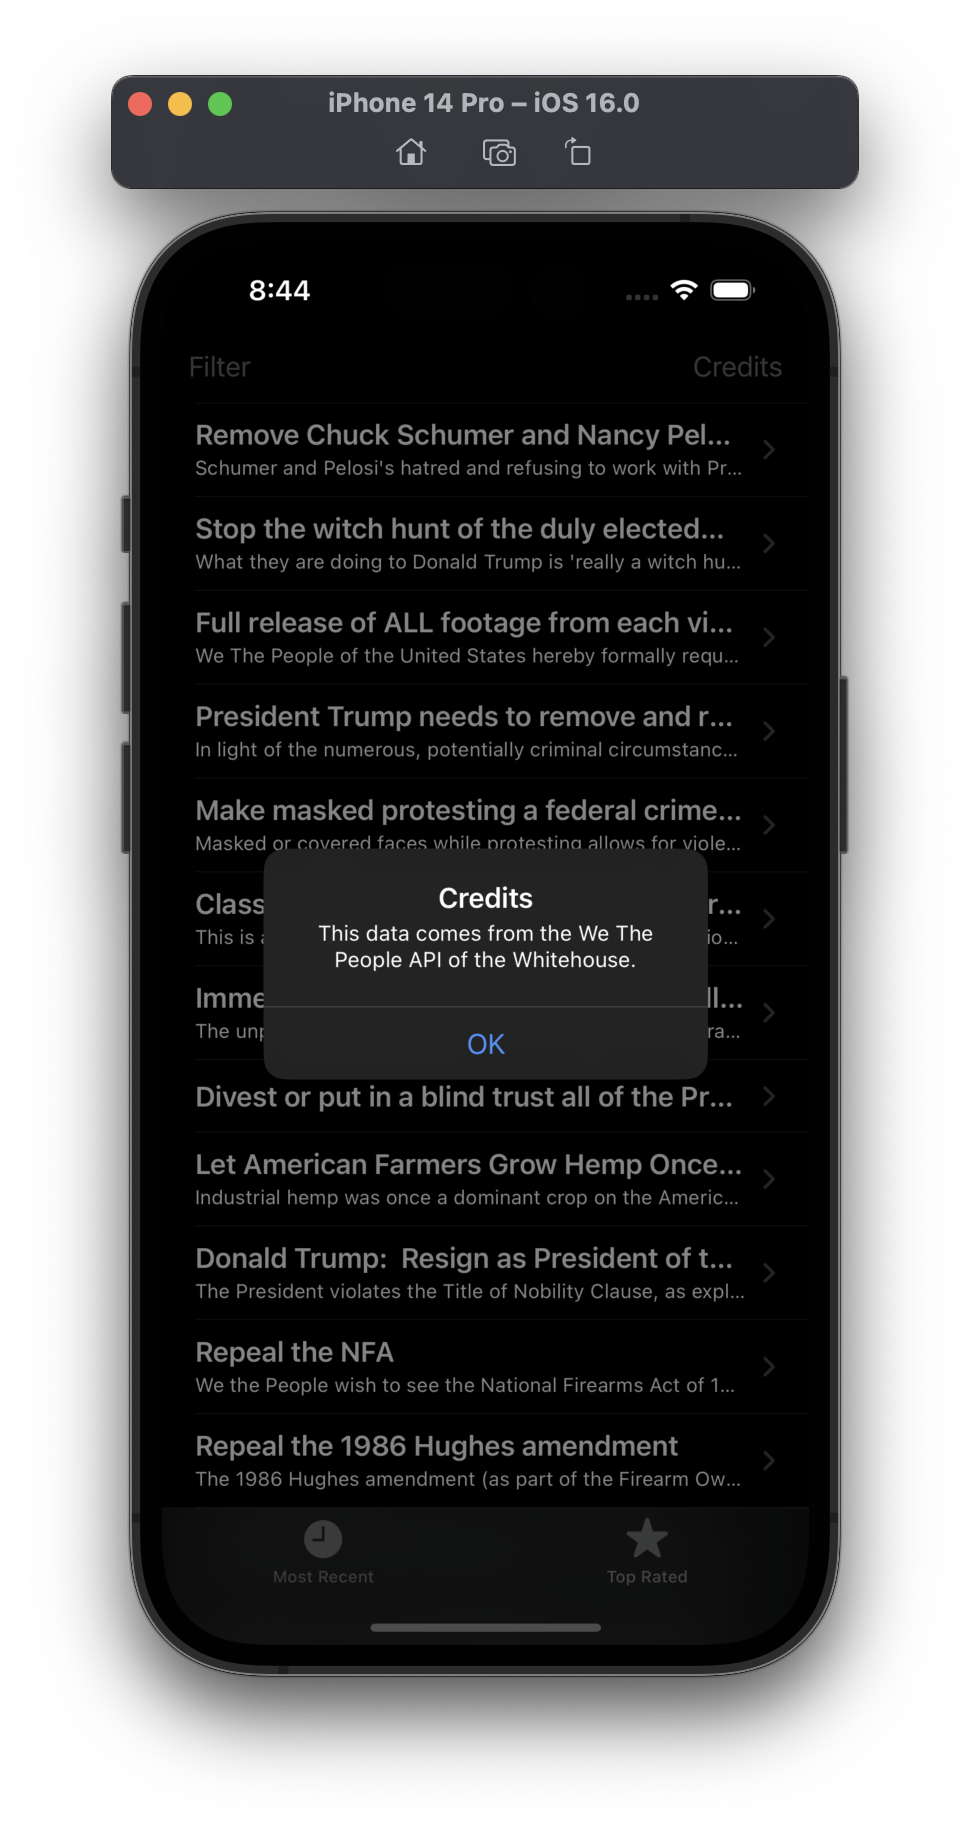 iPhone 14 Pro – iOS 16.0
8:44
Filter
Credits
Remove Chuck Schumer and Nancy Pel...
Schumer and Pelosi's hatred and refusing to work with Pr...
Stop the witch hunt of the duly elected...
What they are doing to Donald Trump is 'really a witch hu...
Full release of ALL footage from each vi...
We The People of the United States hereby formally requ...
President Trump needs to remove and r...
In light of the numerous, potentially criminal circumstanc...
Make masked protesting a federal crime...
Masked or covered faces while protesting allows for viole...
Class
r...
This is
io...
Credits
This data comes from the We The
People API of the Whitehouse.
OK
Imme
ll...
The unp
ra...
Divest or put in a blind trust all of the Pr...
Let American Farmers Grow Hemp Once...
Industrial hemp was once a dominant crop on the Americ...
Donald Trump:  Resign as President of t...
The President violates the Title of Nobility Clause, as expl...
Repeal the NFA
We the People wish to see the National Firearms Act of 1...
Repeal the 1986 Hughes amendment
The 1986 Hughes amendment (as part of the Firearm Ow...
Most Recent
Top Rated